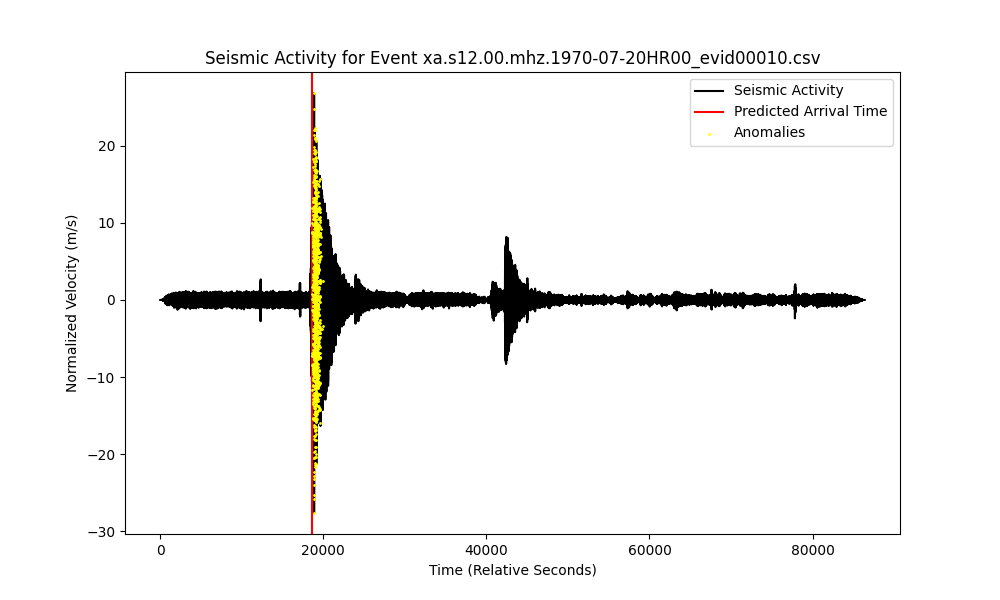 Seismic Activity for Event xa.s12.00.mhz.1970-07-20HR00_evid00010.csv
Seismic Activity
Predicted Arrival Time
Anomalies
Normalized Velocity (m/s)
20
10
0
−10
−20
−30
0
20000
40000
60000
80000
Time (Relative Seconds)